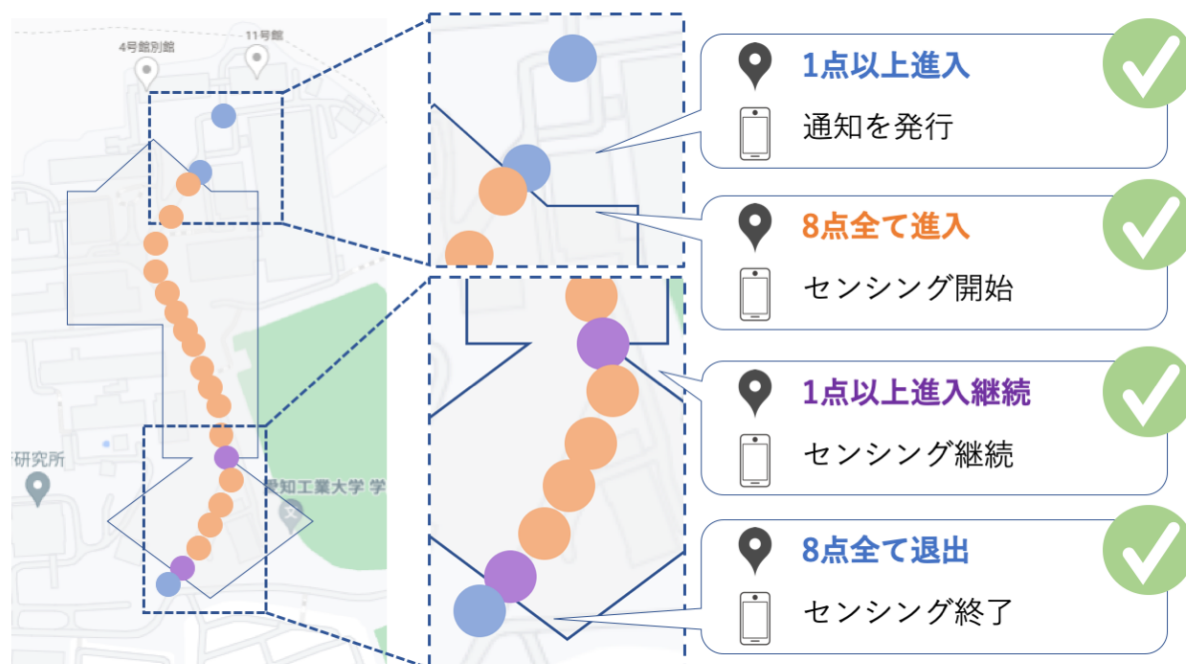 4号館別館
11号館
研究所
愛知工業大学 学
文
1点以上進入
通知を発行
8点全て進入
センシング開始
1点以上進入継続
センシング継続
8点全て退出
センシング終了